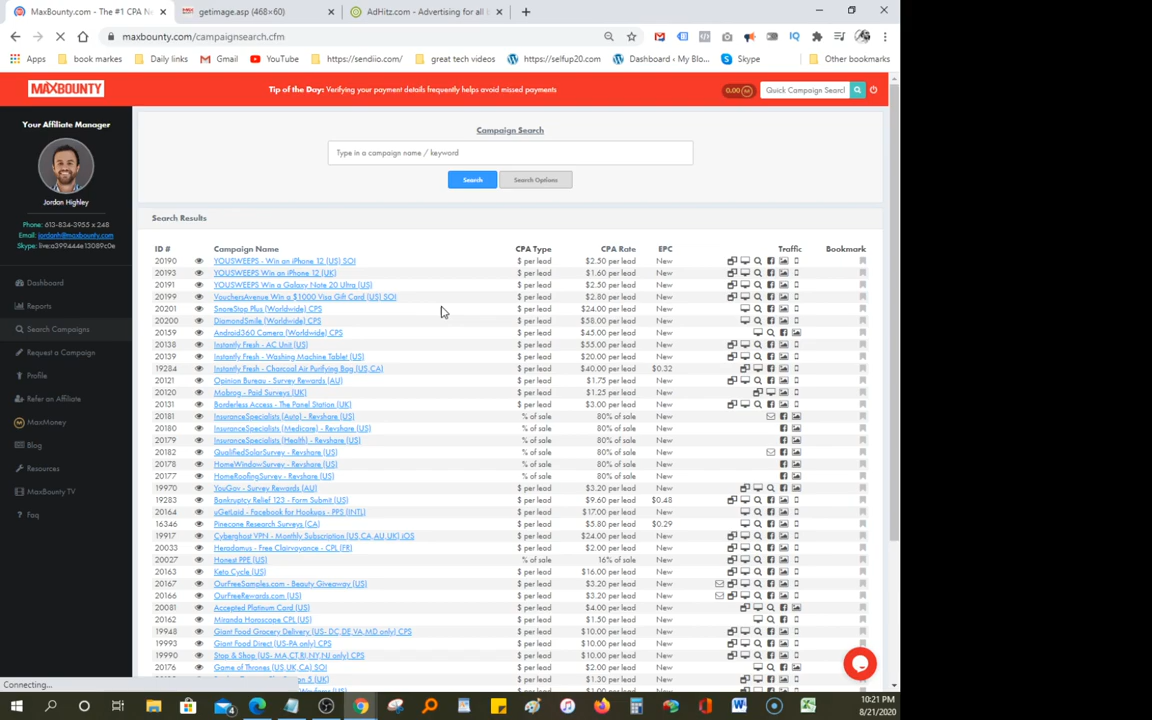 MaxBounty.com - The #1 CPA Ne
getimage.asp (468×60)
AdHitz.com - Advertising for all
maxbounty.com/campaignsearch.cfm
Apps
book markes
Daily links
Gmail
YouTube
https://sendiio.com/
great tech videos
https://selfup20.com
Dashboard ‹ My Blo...
Skype
Other bookmarks
MAXBOUNTY
Tip of the Day: Verifying your payment details frequently helps avoid missed payments
0.00 M
Quick Campaign Search
Your Affiliate Manager
Jordan Highley
Phone: 613-834-3955 x 248
Email: jordanh@maxbounty.com
Skype: live:a399444e13089c0e
Dashboard
Reports
Search Campaigns
Request a Campaign
Profile
Refer an Affiliate
MaxMoney
Blog
Resources
MaxBounty TV
Faq
Campaign Search
Type in a campaign name / keyword
Search
Search Options
Search Results
ID # Campaign Name CPA Type CPA Rate EPC Traffic Bookmark
20190 YOUSWEEPS - Win an iPhone 12 (US) SOI $ per lead $2.50 per lead New
20193 YOUSWEEPS Win an iPhone 12 (UK) $ per lead $1.60 per lead New
20191 YOUSWEEPS Win a Galaxy Note 20 Ultra (US) $ per lead $2.50 per lead New
20199 VouchersAvenue Win a $1000 Visa Gift Card (US) SOI $ per lead $2.80 per lead New
20201 SnoreStop Plus (Worldwide) CPS $ per lead $24.00 per lead New
20200 DiamondSmile (Worldwide) CPS $ per lead $58.00 per lead New
20159 Android360 Camera (Worldwide) CPS $ per lead $45.00 per lead New
20138 Instantly Fresh - AC Unit (US) $ per lead $55.00 per lead New
20139 Instantly Fresh - Washing Machine Tablet (US) $ per lead $20.00 per lead New
19284 Instantly Fresh - Charcoal Air Purifying Bag (US,CA) $ per lead $40.00 per lead $0.32
20121 Opinion Bureau - Survey Rewards (AU) $ per lead $1.75 per lead New
20120 Mobrog - Paid Surveys (UK) $ per lead $1.25 per lead New
20131 Borderless Access - The Panel Station (UK) $ per lead $3.00 per lead New
20181 InsuranceSpecialists (Auto) - Revshare (US) % of sale 80% of sale New
20180 InsuranceSpecialists (Medicare) - Revshare (US) % of sale 80% of sale New
20179 InsuranceSpecialists (Health) - Revshare (US) % of sale 80% of sale New
20182 QualifiedSolarSurvey - Revshare (US) % of sale 80% of sale New
20178 HomeWindowSurvey - Revshare (US) % of sale 80% of sale New
20177 HomeRoofingSurvey - Revshare (US) % of sale 80% of sale New
19970 YouGov - Survey Rewards (AU) $ per lead $3.20 per lead New
19283 Bankruptcy Relief 123 - Form Submit (US) $ per lead $9.60 per lead $0.48
20164 uGetLaid - Facebook for Hookups - PPS (INTL) $ per lead $17.00 per lead New
16346 Pinecone Research Surveys (CA) $ per lead $5.80 per lead $0.29
19917 Cyberghost VPN - Monthly Subscription (US,CA,AU,UK) iOS $ per lead $24.00 per lead New
20033 Heradamus - Free Clairvoyance - CPL (FR) $ per lead $2.00 per lead New
20027 Honest PPE (US) % of sale 16% of sale New
20163 Keto Cycle (US) $ per lead $16.00 per lead New
20167 OurFreeSamples.com - Beauty Giveaway (US) $ per lead $3.20 per lead New
20166 OurFreeRewards.com (US) $ per lead $3.20 per lead New
20081 Accepted Platinum Card (US) $ per lead $4.00 per lead New
20162 Miranda Horoscope CPL (US) $ per lead $1.50 per lead New
19948 Giant Food Grocery Delivery (US- DC,DE,VA,MD only) CPS $ per lead $10.00 per lead New
19993 Giant Food Direct (US-PA only) CPS $ per lead $10.00 per lead New
19990 Stop & Shop (US- MA,CT,RI,NY,NJ only) CPS $ per lead $10.00 per lead New
20176 Game of Thrones (US,UK,CA) SOI $ per lead $2.00 per lead New
$ per lead $1.30 per lead New
Connecting...
10:21 PM
8/21/2020